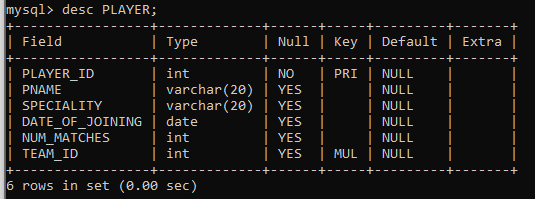 mysql> desc PLAYER;
+-----------------+-------------+------+-----+---------+-------+
| Field           | Type        | Null | Key | Default | Extra |
+-----------------+-------------+------+-----+---------+-------+
| PLAYER_ID       | int         | NO   | PRI | NULL    |       |
| PNAME           | varchar(20) | YES  |     | NULL    |       |
| SPECIALITY      | varchar(20) | YES  |     | NULL    |       |
| DATE_OF_JOINING | date        | YES  |     | NULL    |       |
| NUM_MATCHES     | int         | YES  |     | NULL    |       |
| TEAM_ID         | int         | YES  | MUL | NULL    |       |
+-----------------+-------------+------+-----+---------+-------+
6 rows in set (0.00 sec)